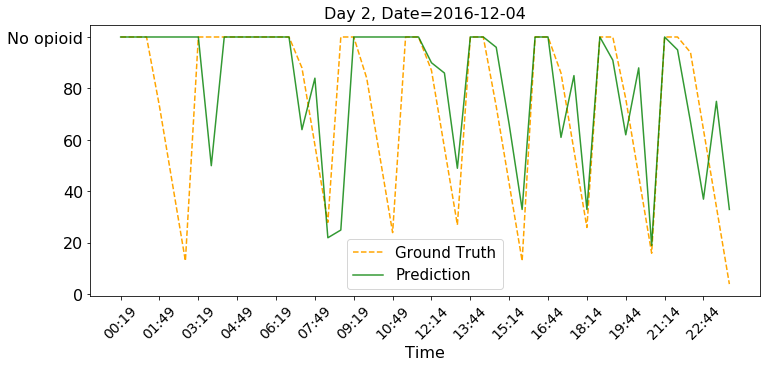 Day 2, Date=2016-12-04
No opioid
80
60
40
20
0
Ground Truth
Prediction
00:19 01:49 03:19 04:49 06:19 07:49 09:19 10:49 12:14 13:44 15:14 16:44 18:14 19:44 21:14 22:44
Time